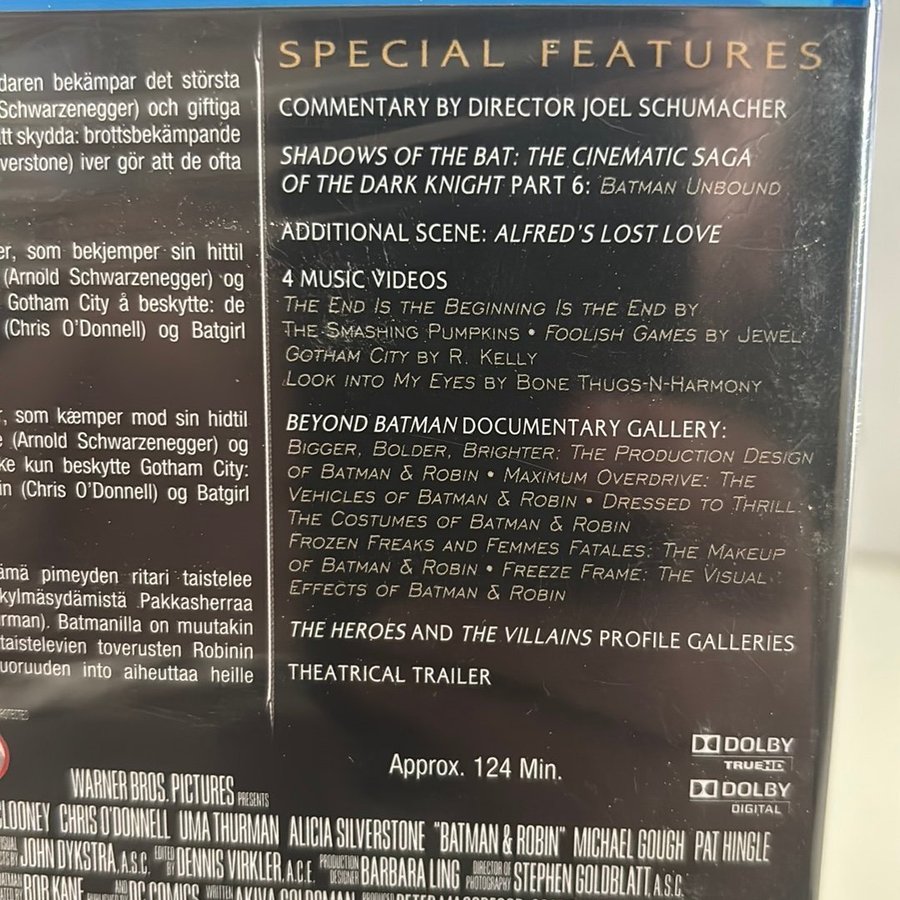 daren bekämpar det största
Schwarzenegger) och giftiga
tt skydda: brottsbekämpande
verstone) iver gör att de ofta
er, som bekjemper sin hittil
(Arnold Schwarzenegger) og
Gotham City å beskytte: de
(Chris O'Donnell) og Batgirl
r, som kæmper mod sin hidtil
e (Arnold Schwarzenegger) og
ke kun beskytte Gotham City:
in (Chris O'Donnell) og Batgirl
ämä pimeyden ritari taistelee
kylmäsydämistä Pakkasherraa
urman). Batmanilla on muutakin
taistelevien toverusten Robinin
uoruuden into aiheuttaa heille
SPECIAL FEATURES
COMMENTARY BY DIRECTOR JOEL SCHUMACHER
SHADOWS OF THE BAT: THE CINEMATIC SAGA
OF THE DARK KNIGHT PART 6: BATMAN UNBOUND
ADDITIONAL SCENE: ALFRED'S LOST LOVE
4 MUSIC VIDEOS
THE END IS THE BEGINNING IS THE END BY
THE SMASHING PUMPKINS • FOOLISH GAMES BY JEWEL
GOTHAM CITY BY R. KELLY
LOOK INTO MY EYES BY BONE THUGS-N-HARMONY
BEYOND BATMAN DOCUMENTARY GALLERY:
BIGGER, BOLDER, BRIGHTER: THE PRODUCTION DESIGN
OF BATMAN & ROBIN • MAXIMUM OVERDRIVE: THE
VEHICLES OF BATMAN & ROBIN • DRESSED TO THRILL:
THE COSTUMES OF BATMAN & ROBIN
FROZEN FREAKS AND FEMMES FATALES: THE MAKEUP
OF BATMAN & ROBIN • FREEZE FRAME: THE VISUAL
EFFECTS OF BATMAN & ROBIN
THE HEROES AND THE VILLAINS PROFILE GALLERIES
THEATRICAL TRAILER
Approx. 124 Min.
DOLBY
TRUEHD
DOLBY
DIGITAL
WARNER BROS. PICTURES PRESENTS
CLOONEY CHRIS O'DONNELL UMA THURMAN ALICIA SILVERSTONE "BATMAN & ROBIN" MICHAEL GOUGH PAT HINGLE
JOHN DYKSTRA, A.S.C. EDITED BY DENNIS VIRKLER, A.C.E. PRODUCTION DESIGNER BARBARA LING DIRECTOR OF PHOTOGRAPHY STEPHEN GOLDBLATT, A.S.C.
BOB KANE AND DC COMICS WRITTEN AKIVA GOLDSMAN